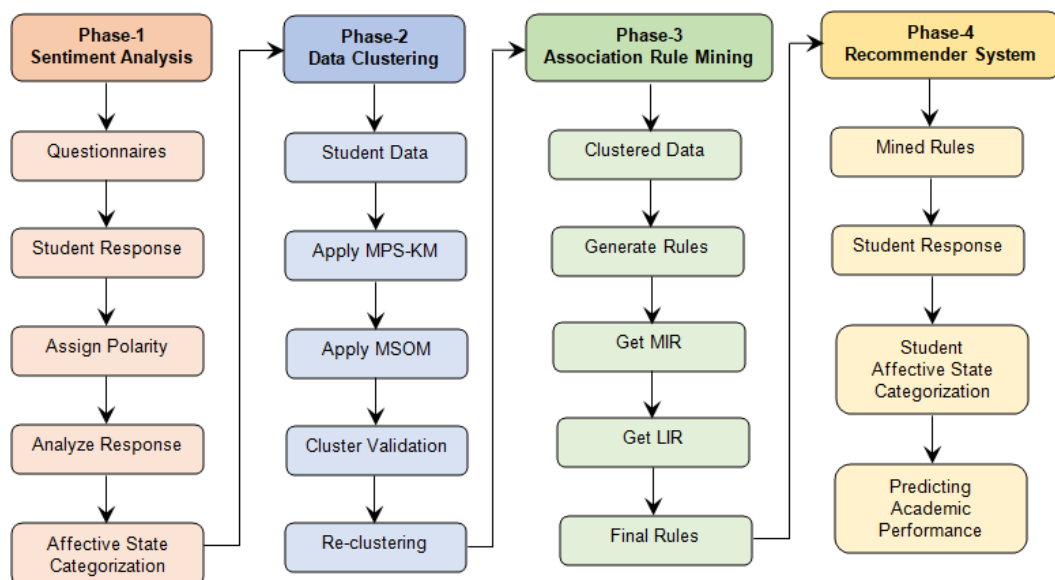 Phase-1
Sentiment Analysis
Questionnaires
Student Response
Assign Polarity
Analyze Response
Affective State
Categorization
Phase-2
Data Clustering
Student Data
Apply MPS-KM
Apply MSOM
Cluster Validation
Re-clustering
Phase-3
Association Rule Mining
Clustered Data
Generate Rules
Get MIR
Get LIR
Final Rules
Phase-4
Recommender System
Mined Rules
Student Response
Student
Affective State
Categorization
Predicting
Academic
Performance